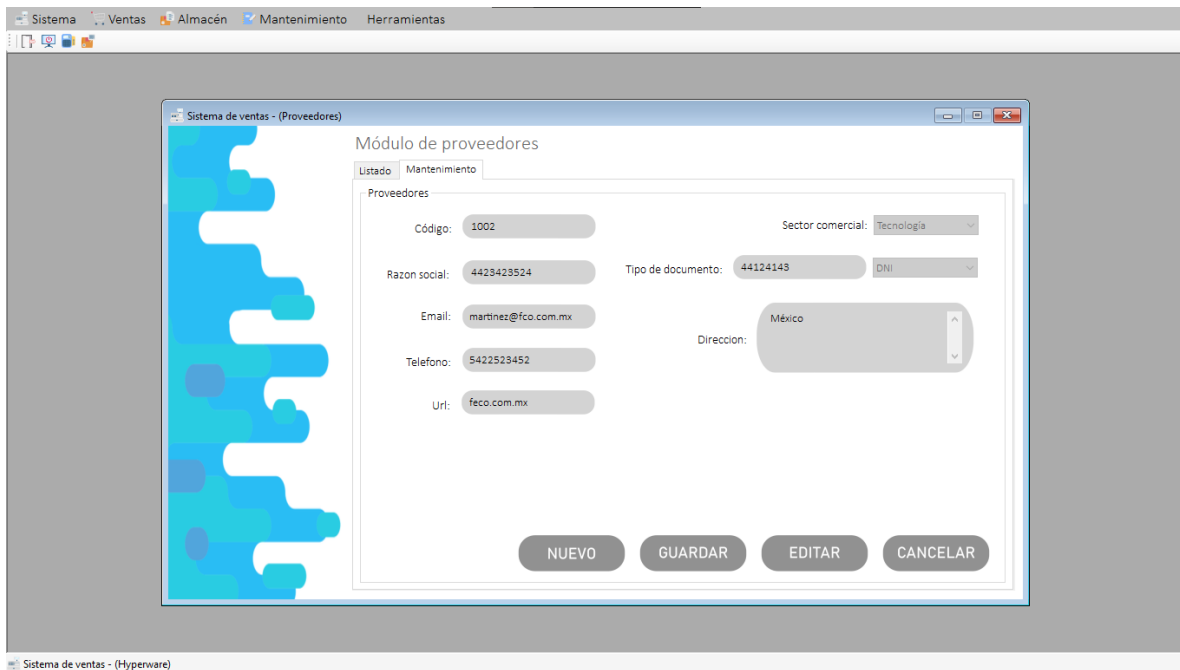 Sistema Ventas Almacén Mantenimiento Herramientas
Sistema de ventas - (Proveedores)
Módulo de proveedores
Listado Mantenimiento
Proveedores
Código: 1002 Sector comercial: Tecnología
Razon social: 4423423524 Tipo de documento: 44124143 DNI
Email: martinez@fco.com.mx México
Direccion:
Telefono: 5422523452
Url: feco.com.mx
NUEVO GUARDAR EDITAR CANCELAR
Sistema de ventas - (Hyperware)